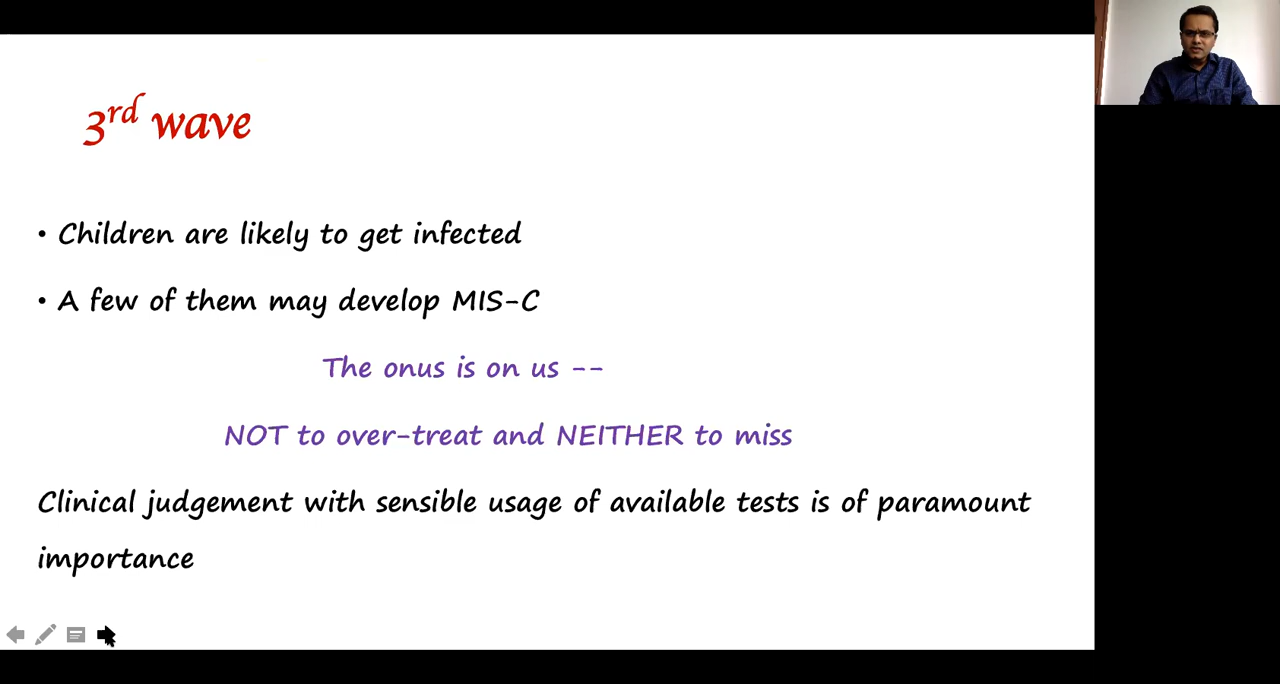 3rd wave
• Children are likely to get infected
• A few of them may develop MIS-C
The onus is on us --
NOT to over-treat and NEITHER to miss
Clinical judgement with sensible usage of available tests is of paramount
importance